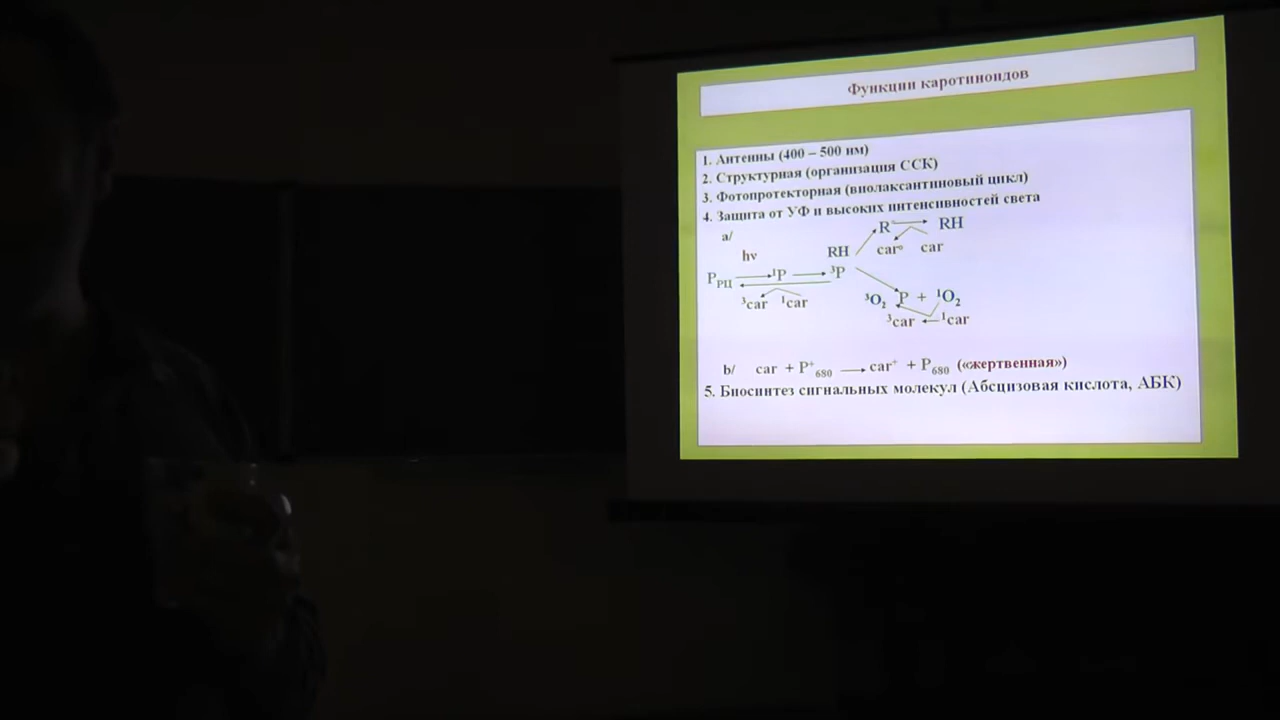 Функции каротиноидов
1. Антенны (400 – 500 нм)
2. Структурная (организация ССК)
3. Фотопротекторная (виолаксантиновый цикл)
4. Защита от УФ и высоких интенсивностей света
a/
R RH
hν RH car• car
P РЦ ¹P ³P
³car ¹car ³O₂ P + ¹O₂
³car ¹car
b/ car + P⁺₆₈₀ → car⁺ + P₆₈₀ («жертвенная»)
5. Биосинтез сигнальных молекул (Абсцизовая кислота, АБК)